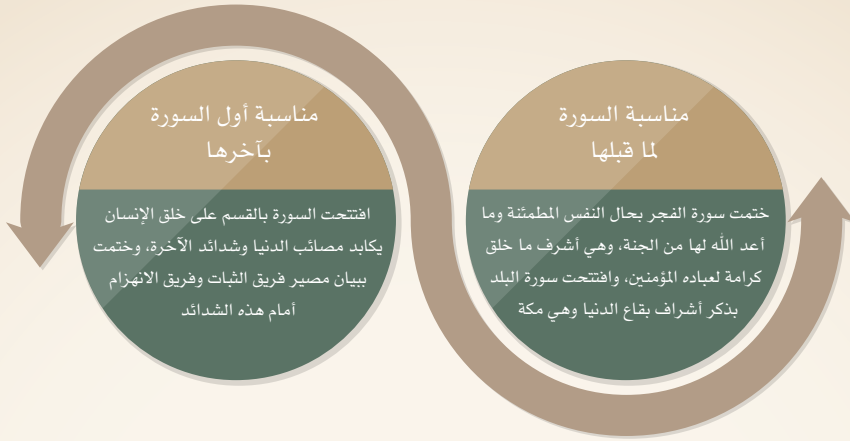 مناسبة السورة
لما قبلها
ختمت سورة الفجر بحال النفس المطمئنة وما
أعد الله لها من الجنة، وهي أشرف ما خلق
كرامة لعباده المؤمنين، وافتتحت سورة البلد
بذكر أشراف بقاع الدنيا وهي مكة
مناسبة أول السورة
بآخرها
افتتحت السورة بالقسم على خلق الإنسان
يكابد مصائب الدنيا وشدائد الآخرة، وختمت
ببيان مصير فريق الثبات وفريق الانهزام
أمام هذه الشدائد